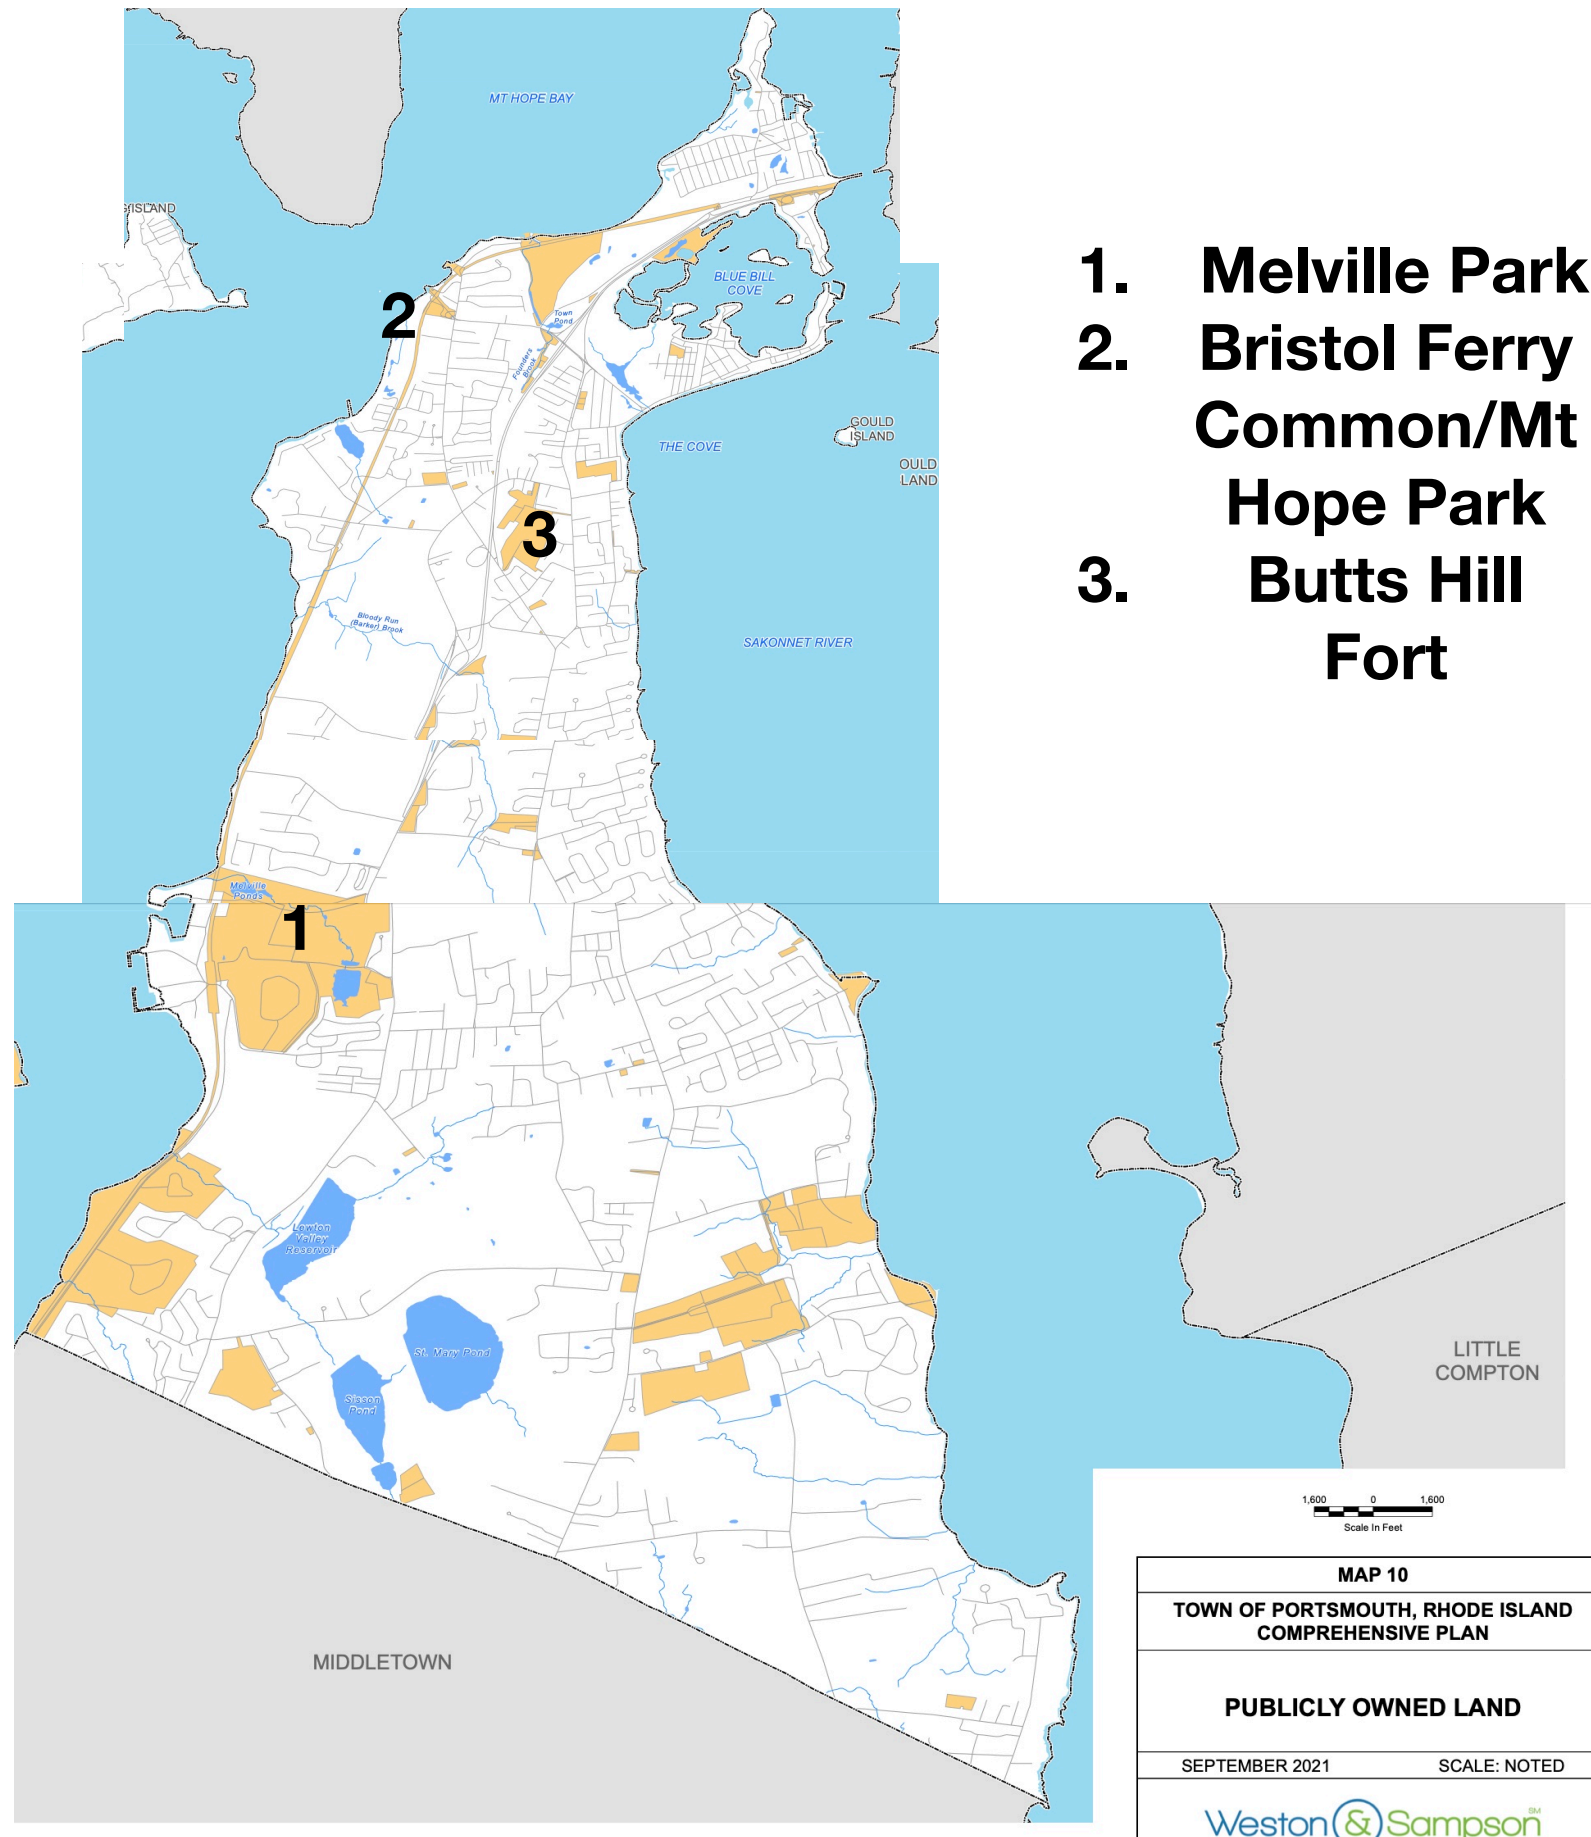 MT HOPE BAY
ISLAND
BLUE BILL
COVE
2
Town
Pond
Founders
Brook
GOULD
ISLAND
THE COVE
OULD
LAND
3
Bloody Run
(Barker) Brook
SAKONNET RIVER
Melville
Ponds
1
Lawton
Valley
Reservoir
St. Mary Pond
Sisson
Pond
LITTLE
COMPTON
MIDDLETOWN
1. Melville Park
2. Bristol Ferry
Common/Mt
Hope Park
3. Butts Hill
Fort
1,600 0 1,600
Scale In Feet
MAP 10
TOWN OF PORTSMOUTH, RHODE ISLAND
COMPREHENSIVE PLAN
PUBLICLY OWNED LAND
SEPTEMBER 2021 SCALE: NOTED
Weston & Sampson SM